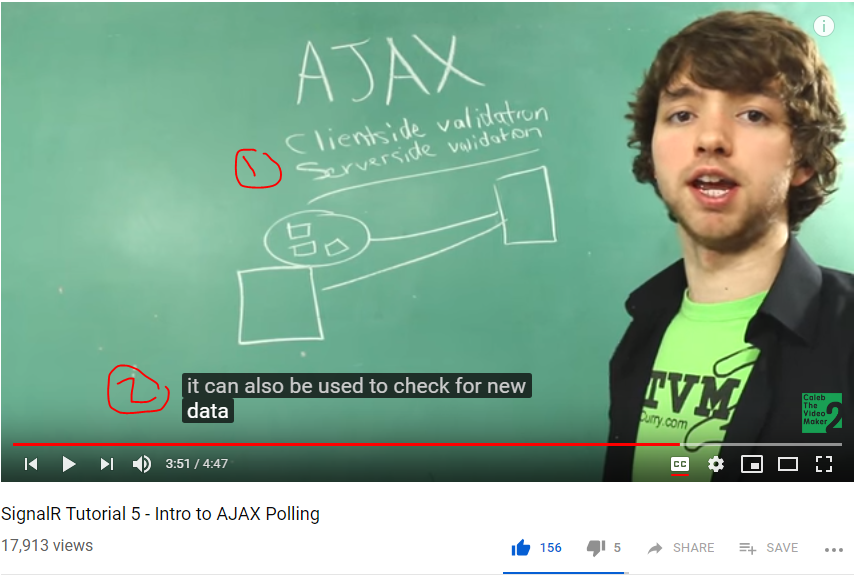 AJAX
Clientside validation
Serverside validation
1
2
it can also be used to check for new
data
TVM
Curry.com
Caleb
The
Video
Maker 2
3:51 / 4:47
CC
SignalR Tutorial 5 - Intro to AJAX Polling
17,913 views
156
5
SHARE
SAVE